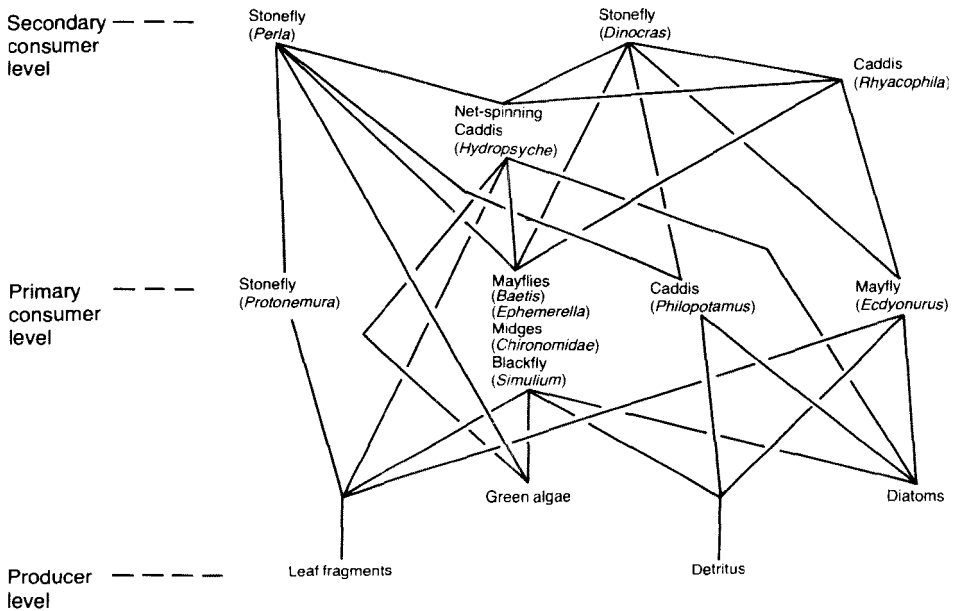 Secondary
consumer
level
Stonefly
(Perla)
Stonefly
(Dinocras)
Caddis
(Rhyacophila)
Net-spinning
Caddis
(Hydropsyche)
Primary
consumer
level
Stonefly
(Protonemura)
Mayflies
(Baetis)
(Ephemerella)
Midges
(Chironomidae)
Blackfly
(Simulium)
Caddis
(Philopotamus)
Mayfly
(Ecdyonurus)
Green algae
Diatoms
Producer
level
Leaf fragments
Detritus